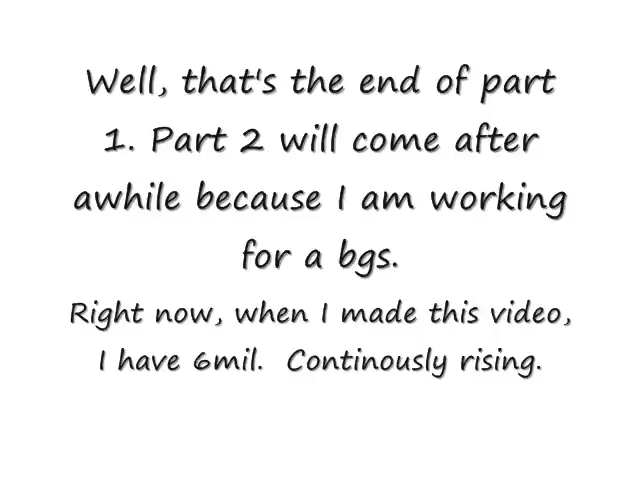 Well, that's the end of part
1. Part 2 will come after
awhile because I am working
for a bgs.
Right now, when I made this video,
I have 6mil.  Continously rising.